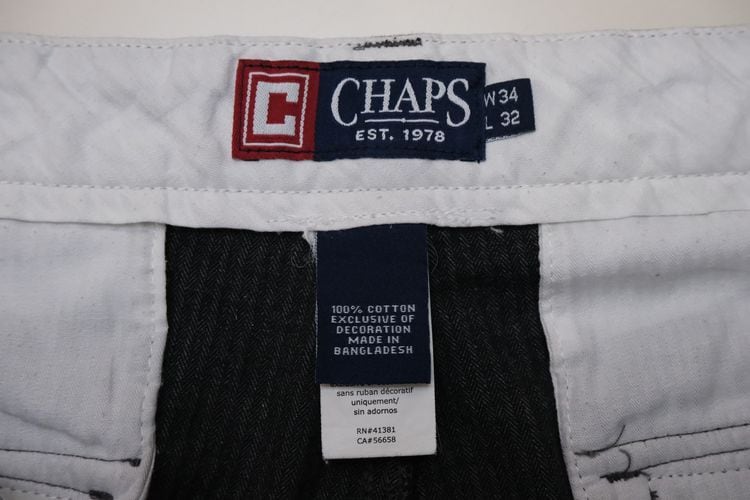 C
CHAPS
EST. 1978
W 34
L 32
100% COTTON
EXCLUSIVE OF
DECORATION
MADE IN
BANGLADESH
sans ruban décoratif
uniquement/
sin adornos
RN#41381
CA#56658